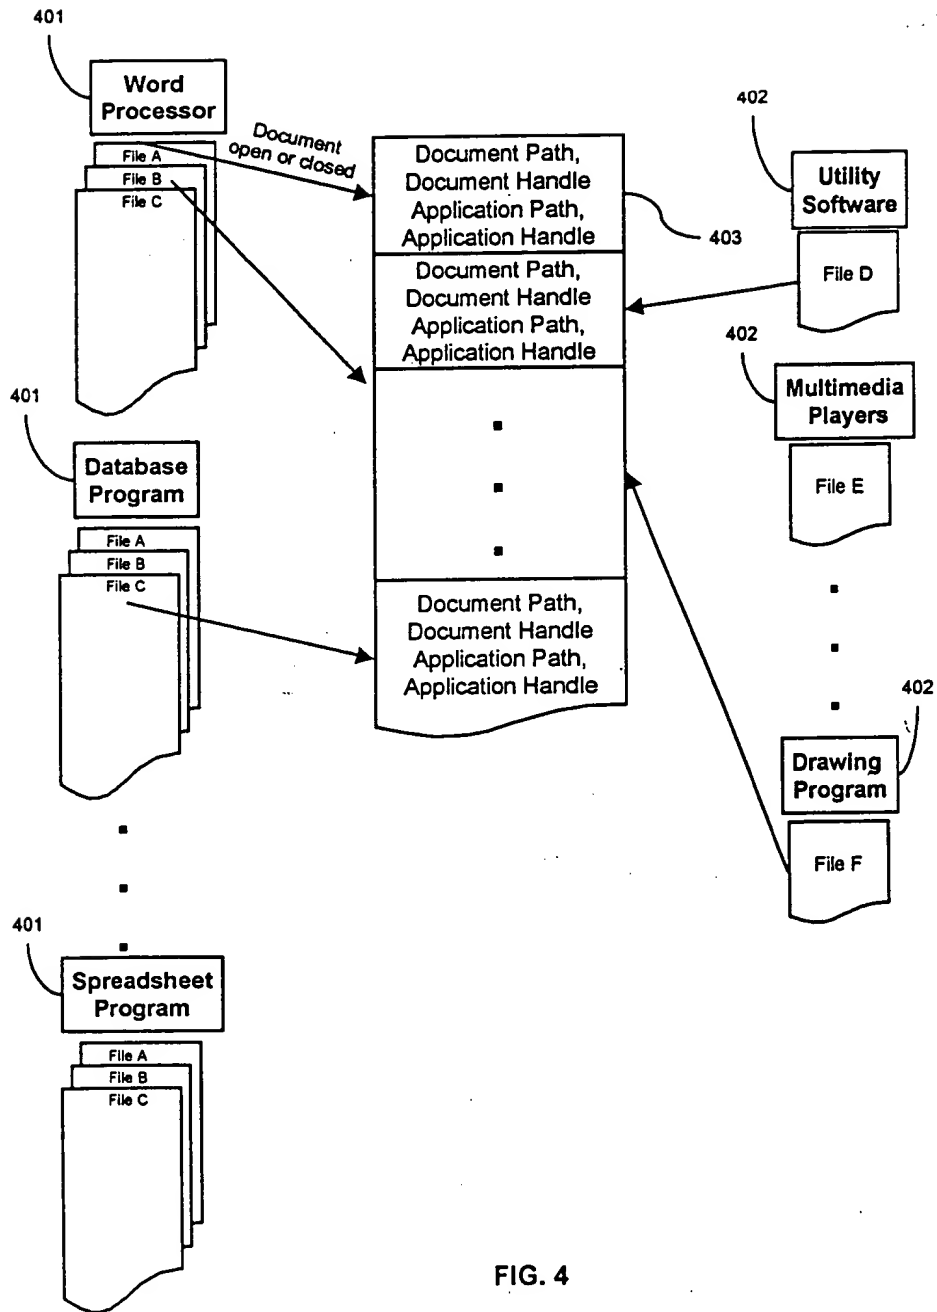 401
Word
Processor
File A
File B
File C
Document
open or closed
Document Path,
Document Handle
Application Path,
Application Handle
403
Document Path,
Document Handle
Application Path,
Application Handle
Document Path,
Document Handle
Application Path,
Application Handle
402
Utility
Software
File D
402
Multimedia
Players
File E
402
Drawing
Program
File F
401
Database
Program
File A
File B
File C
401
Spreadsheet
Program
File A
File B
File C
FIG. 4